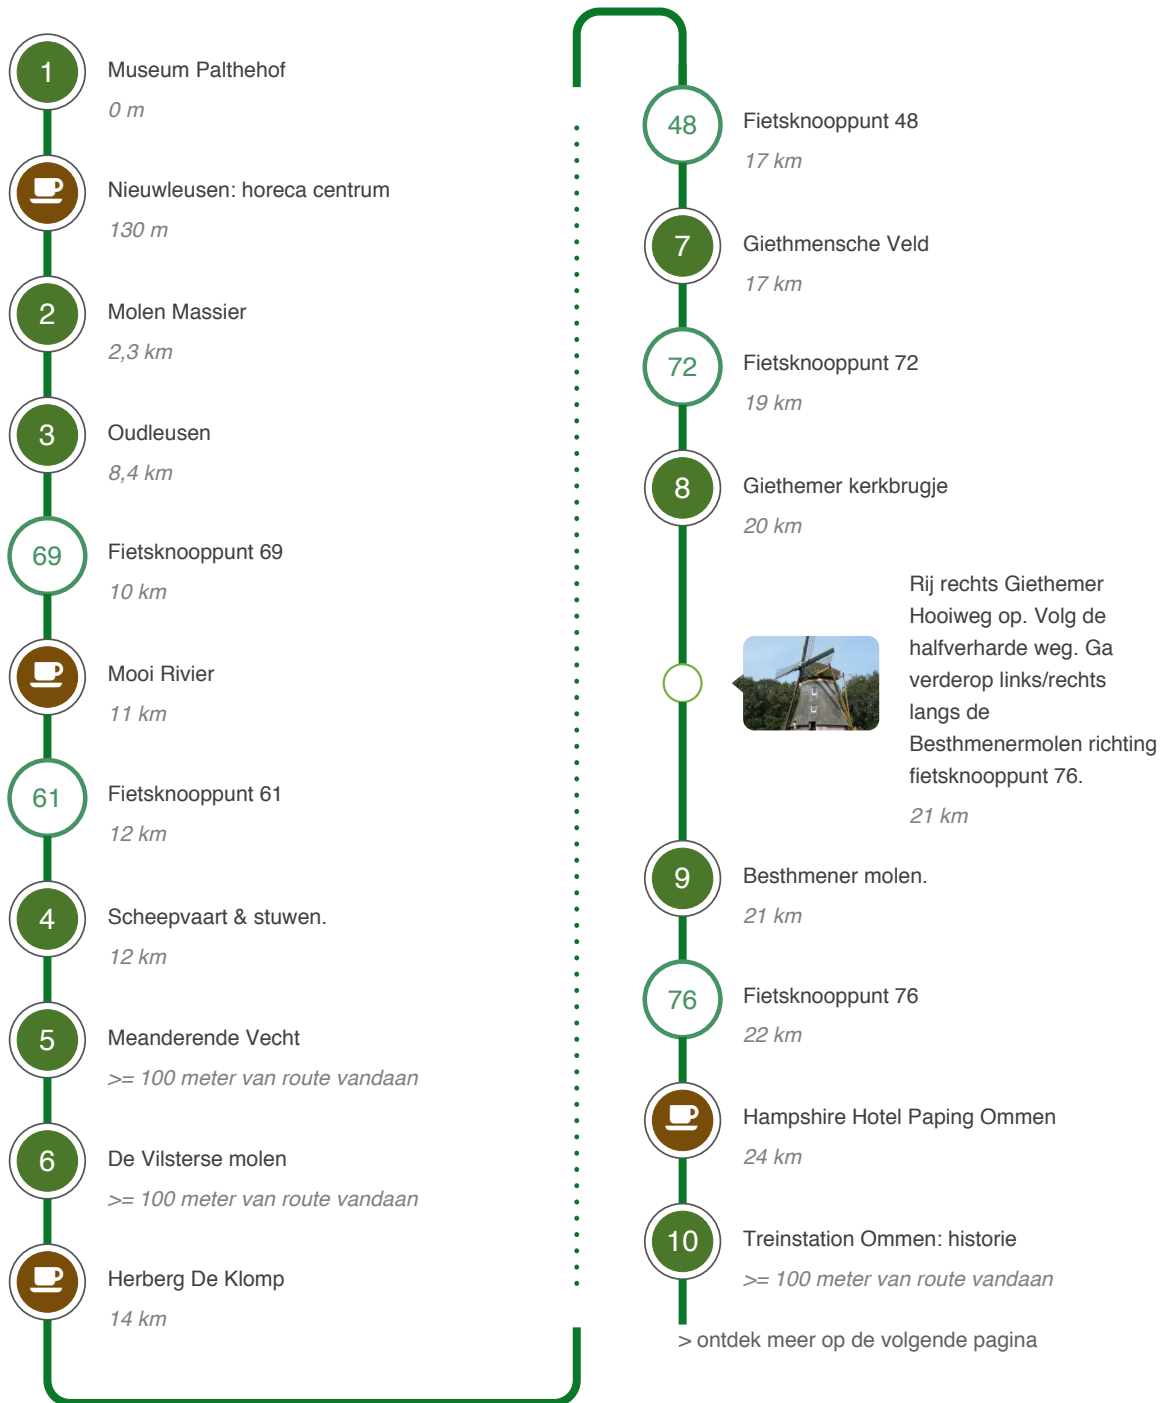 1
Museum Palthehof
0 m
Nieuwleusen: horeca centrum
130 m
2
Molen Massier
2,3 km
3
Oudleusen
8,4 km
69
Fietsknooppunt 69
10 km
Mooi Rivier
11 km
61
Fietsknooppunt 61
12 km
4
Scheepvaart & stuwen.
12 km
5
Meanderende Vecht
>= 100 meter van route vandaan
6
De Vilsterse molen
>= 100 meter van route vandaan
Herberg De Klomp
14 km
48
Fietsknooppunt 48
17 km
7
Giethmensche Veld
17 km
72
Fietsknooppunt 72
19 km
8
Giethemer kerkbrugje
20 km
Rij rechts Giethemer
Hooiweg op. Volg de
halfverharde weg. Ga
verderop links/rechts
langs de
Besthmenermolen richting
fietsknooppunt 76.
21 km
9
Besthmener molen.
21 km
76
Fietsknooppunt 76
22 km
Hampshire Hotel Paping Ommen
24 km
10
Treinstation Ommen: historie
>= 100 meter van route vandaan
> ontdek meer op de volgende pagina